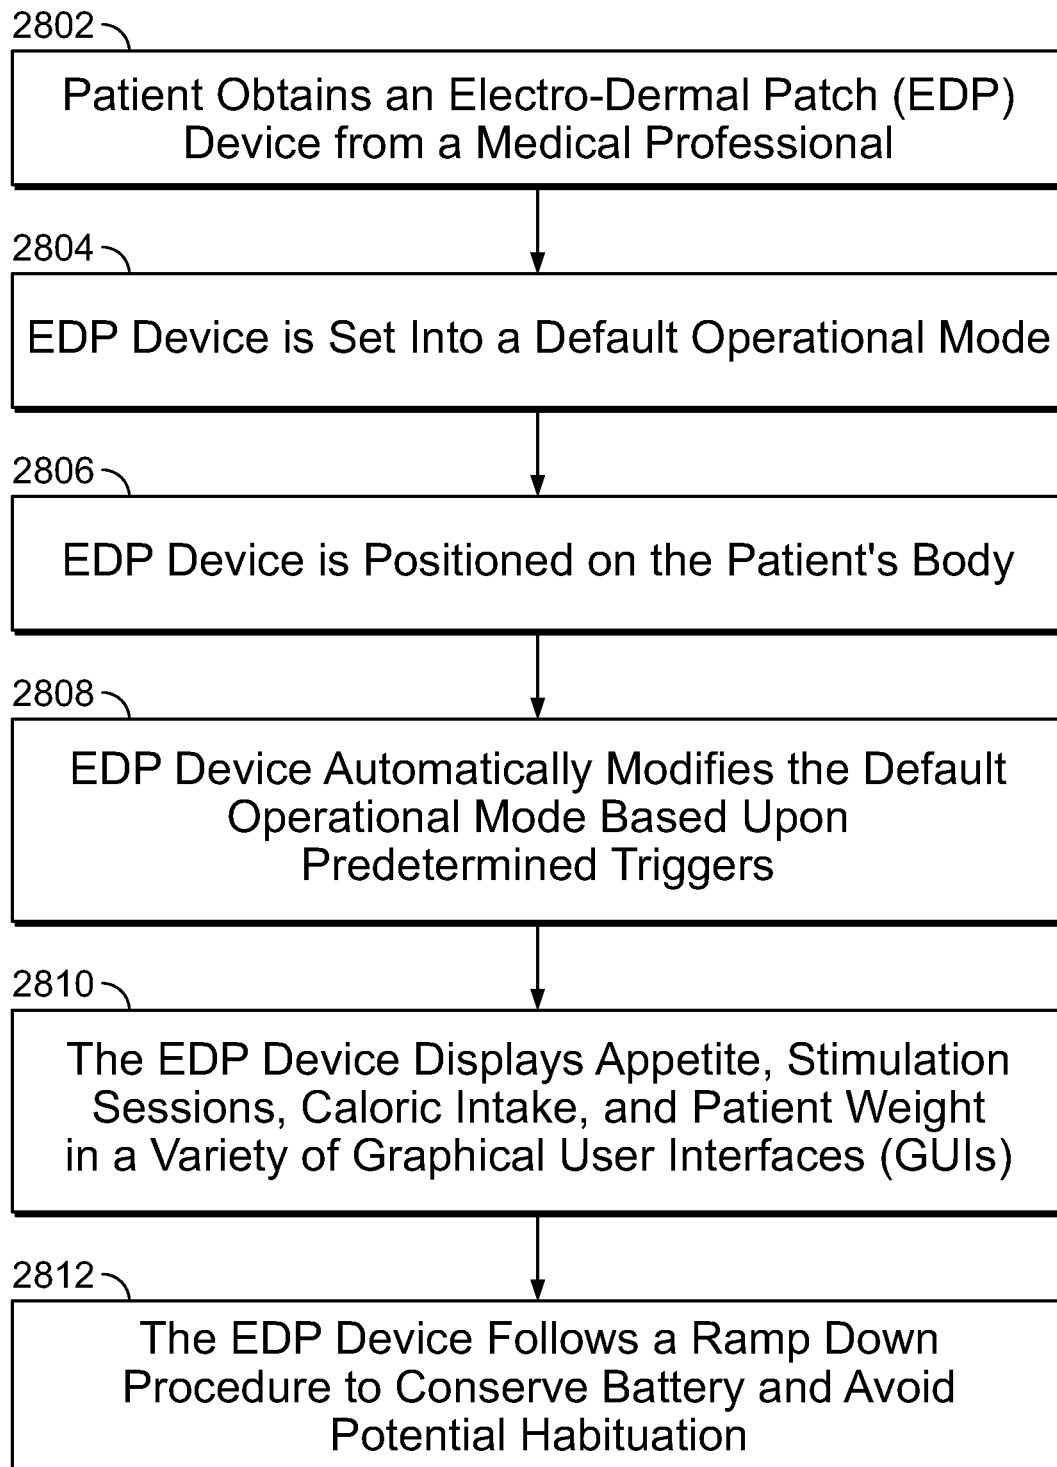 2802
Patient Obtains an Electro-Dermal Patch (EDP)
Device from a Medical Professional
2804
EDP Device is Set Into a Default Operational Mode
2806
EDP Device is Positioned on the Patient's Body
2808
EDP Device Automatically Modifies the Default
Operational Mode Based Upon
Predetermined Triggers
2810
The EDP Device Displays Appetite, Stimulation
Sessions, Caloric Intake, and Patient Weight
in a Variety of Graphical User Interfaces (GUIs)
2812
The EDP Device Follows a Ramp Down
Procedure to Conserve Battery and Avoid
Potential Habituation